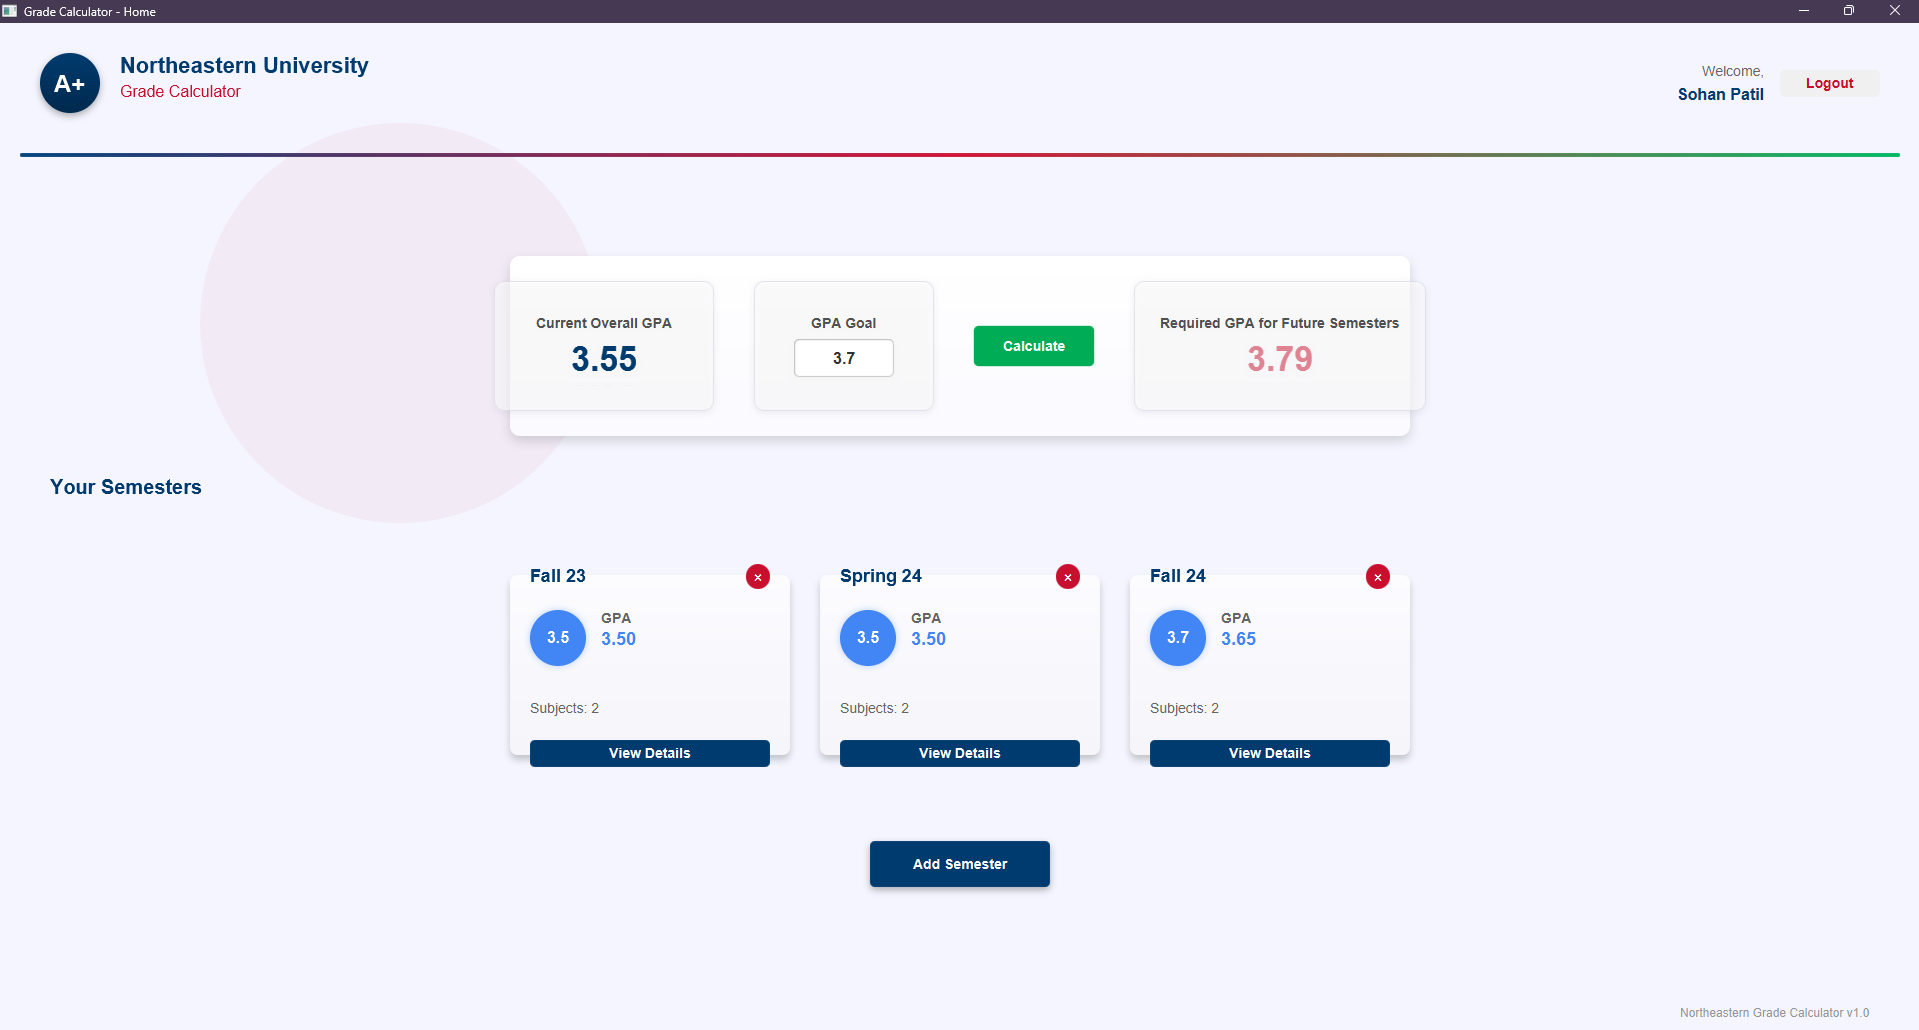 Grade Calculator - Home
A+
Northeastern University
Grade Calculator
Welcome,
Sohan Patil
Logout
Current Overall GPA
3.55
GPA Goal
3.7
Calculate
Required GPA for Future Semesters
3.79
Your Semesters
Fall 23
×
3.5
GPA
3.50
Subjects: 2
View Details
Spring 24
×
3.5
GPA
3.50
Subjects: 2
View Details
Fall 24
×
3.7
GPA
3.65
Subjects: 2
View Details
Add Semester
Northeastern Grade Calculator v1.0